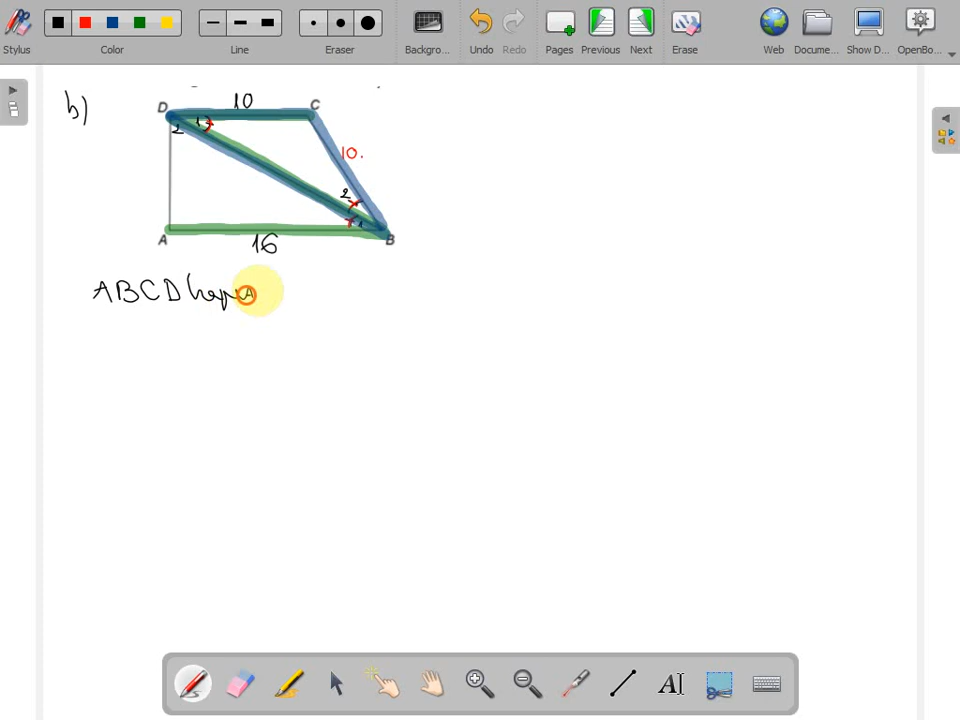 Stylus
Color
Line
Eraser
Backgro...
Undo
Redo
Pages
Previous
Next
Erase
Web
Docume...
Show D...
OpenBo...
b)
D 10 C
2 1
10.
2
1
A 16 B
ABCD